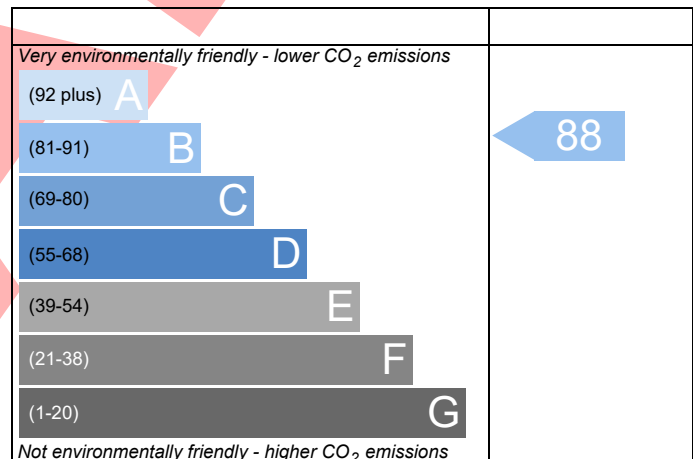 Very environmentally friendly - lower CO₂ emissions
(92 plus) A
(81-91) B
88
(69-80) C
(55-68) D
(39-54) E
(21-38) F
(1-20) G
Not environmentally friendly - higher CO₂ emissions